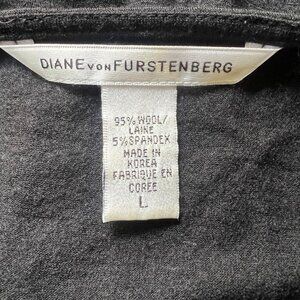 DIANE VON FURSTENBERG
95% WOOL/
LAINE
5% SPANDEX
MADE IN
KOREA
FABRIQUE EN
COREE
L